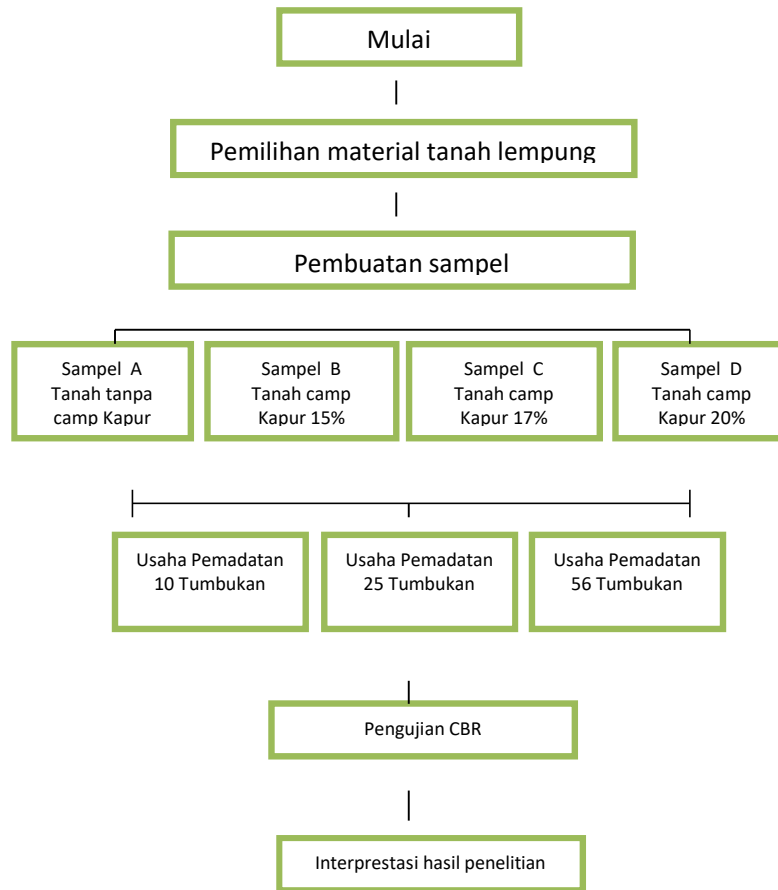 Mulai
Pemilihan material tanah lempung
Pembuatan sampel
Sampel A
Tanah tanpa
camp Kapur
Sampel B
Tanah camp
Kapur 15%
Sampel C
Tanah camp
Kapur 17%
Sampel D
Tanah camp
Kapur 20%
Usaha Pemadatan
10 Tumbukan
Usaha Pemadatan
25 Tumbukan
Usaha Pemadatan
56 Tumbukan
Pengujian CBR
Interprestasi hasil penelitian